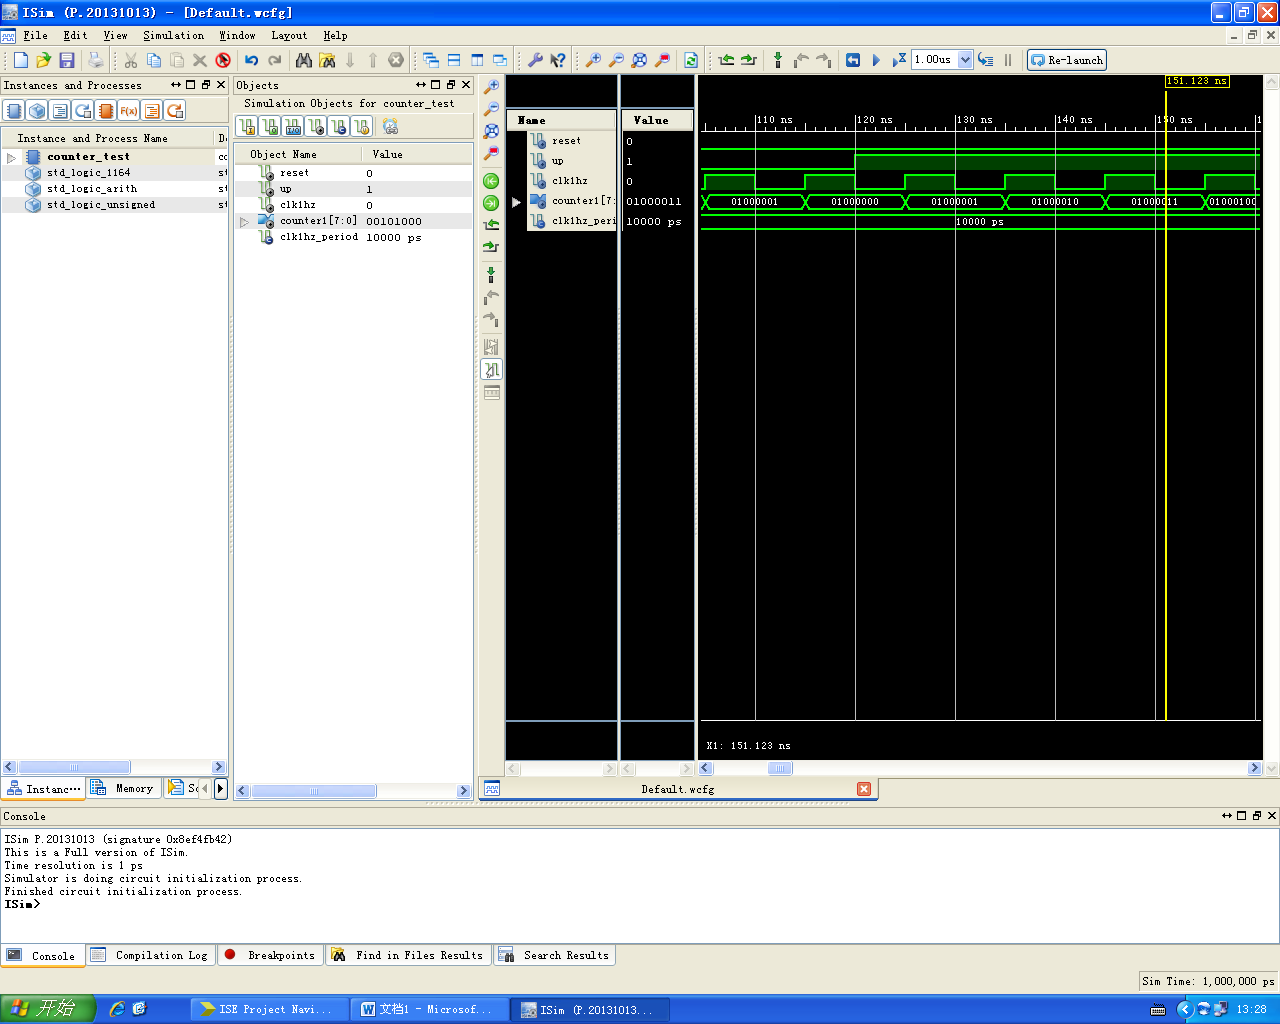 ISim (P.20131013) - [Default.wcfg]
File Edit View Simulation Window Layout Help
1.00us Re-launch
Instances and Processes
Instance and Process Name
counter_test
std_logic_1164
std_logic_arith
std_logic_unsigned
Instanc...
Memory
Objects
Simulation Objects for counter_test
Object Name Value
reset 0
up 1
clk1hz 0
counter1[7:0] 00101000
clk1hz_period 10000 ps
Name Value
reset 0
up 1
clk1hz 0
counter1[7: 01000011
clk1hz_peri 10000 ps
151.123 ns
110 ns 120 ns 130 ns 140 ns 150 ns
01000001 01000000 01000001 01000010 01000011 01000100
10000 ps
X1: 151.123 ns
Default.wcfg
Console
ISim P.20131013 (signature 0x8ef4fb42)
This is a Full version of ISim.
Time resolution is 1 ps
Simulator is doing circuit initialization process.
Finished circuit initialization process.
ISim>
Console Compilation Log Breakpoints Find in Files Results Search Results
Sim Time: 1,000,000 ps
开始 ISE Project Navi... 文档1 - Microsof... ISim (P.20131013... 13:28